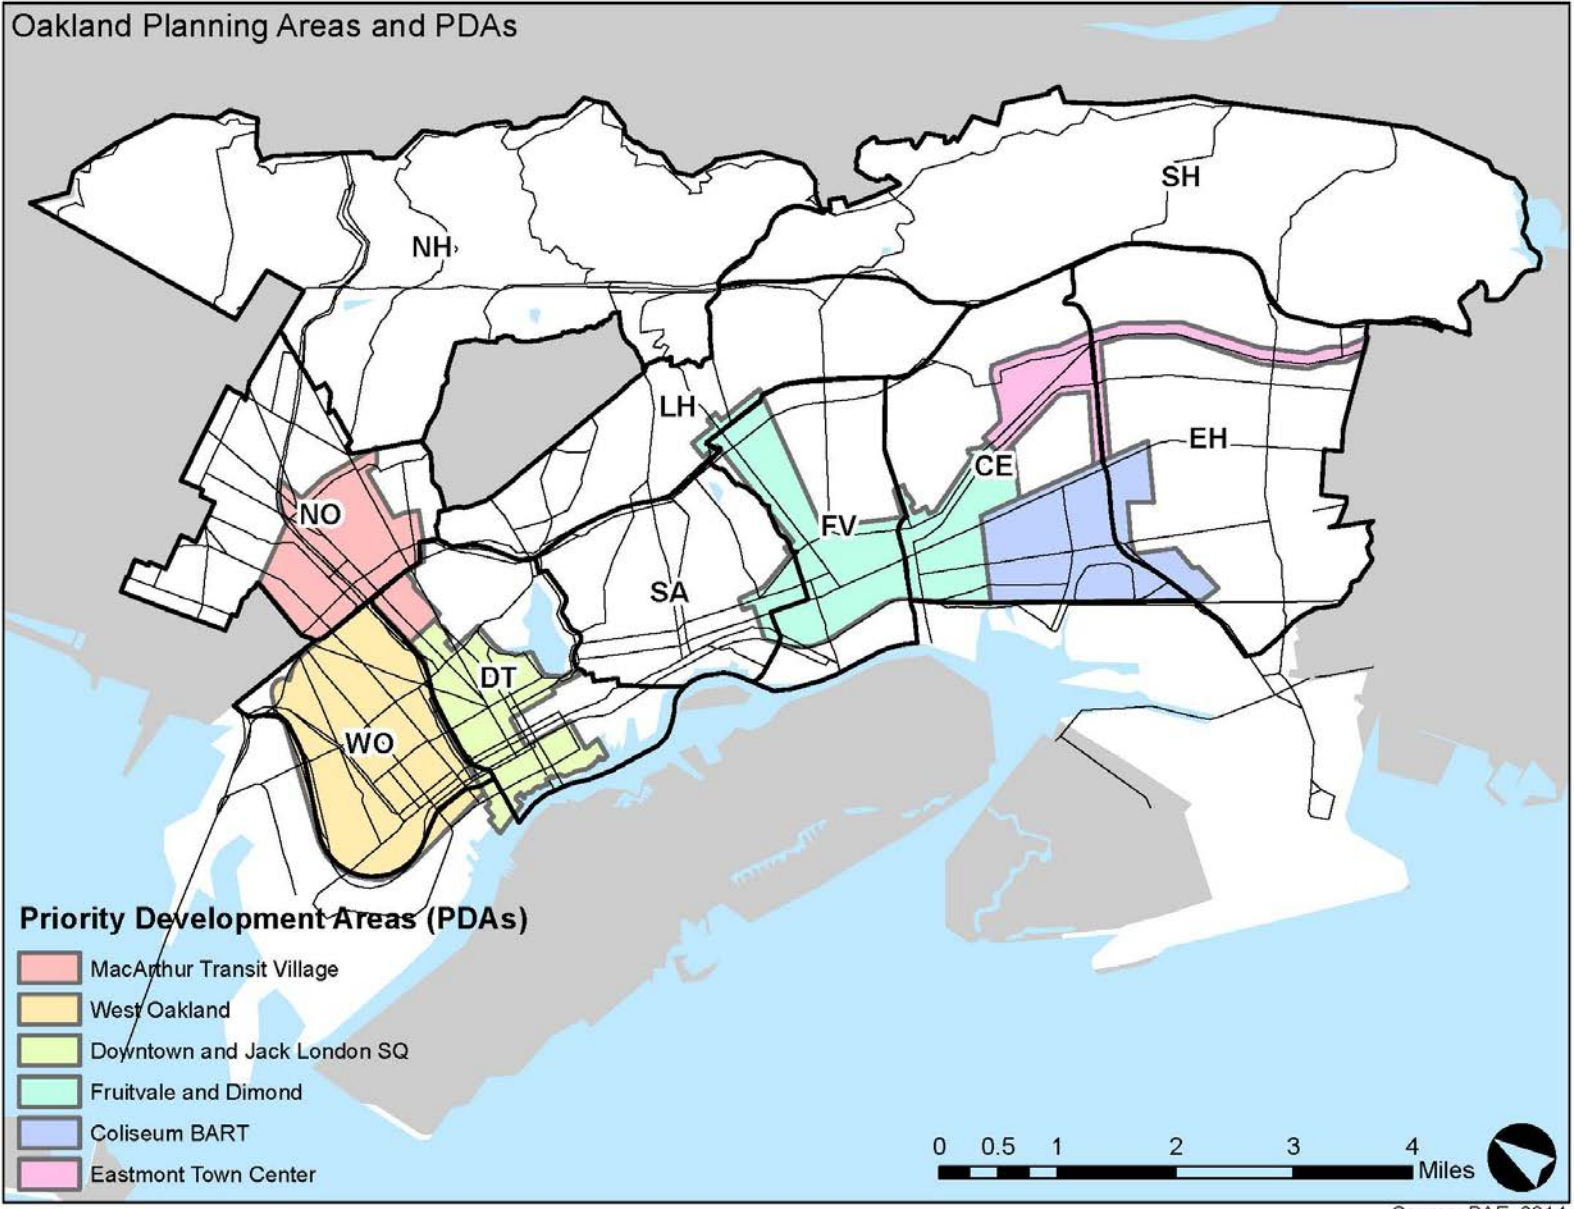 Oakland Planning Areas and PDAs
SH
NH
LH
EH
CE
NO
FV
SA
DT
WO
Priority Development Areas (PDAs)
MacArthur Transit Village
West Oakland
Downtown and Jack London SQ
Fruitvale and Dimond
Coliseum BART
Eastmont Town Center
0 0.5 1 2 3 4
Miles